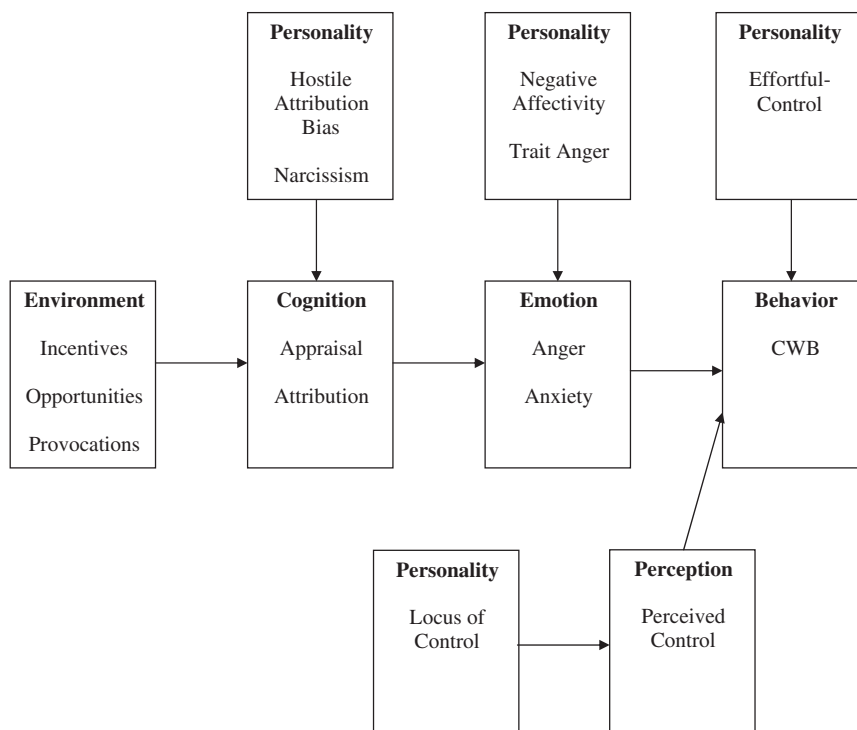 Personality
Hostile
Attribution
Bias
Narcissism
Personality
Negative
Affectivity
Trait Anger
Personality
Effortful-
Control
Environment
Incentives
Opportunities
Provocations
Cognition
Appraisal
Attribution
Emotion
Anger
Anxiety
Behavior
CWB
Personality
Locus of
Control
Perception
Perceived
Control